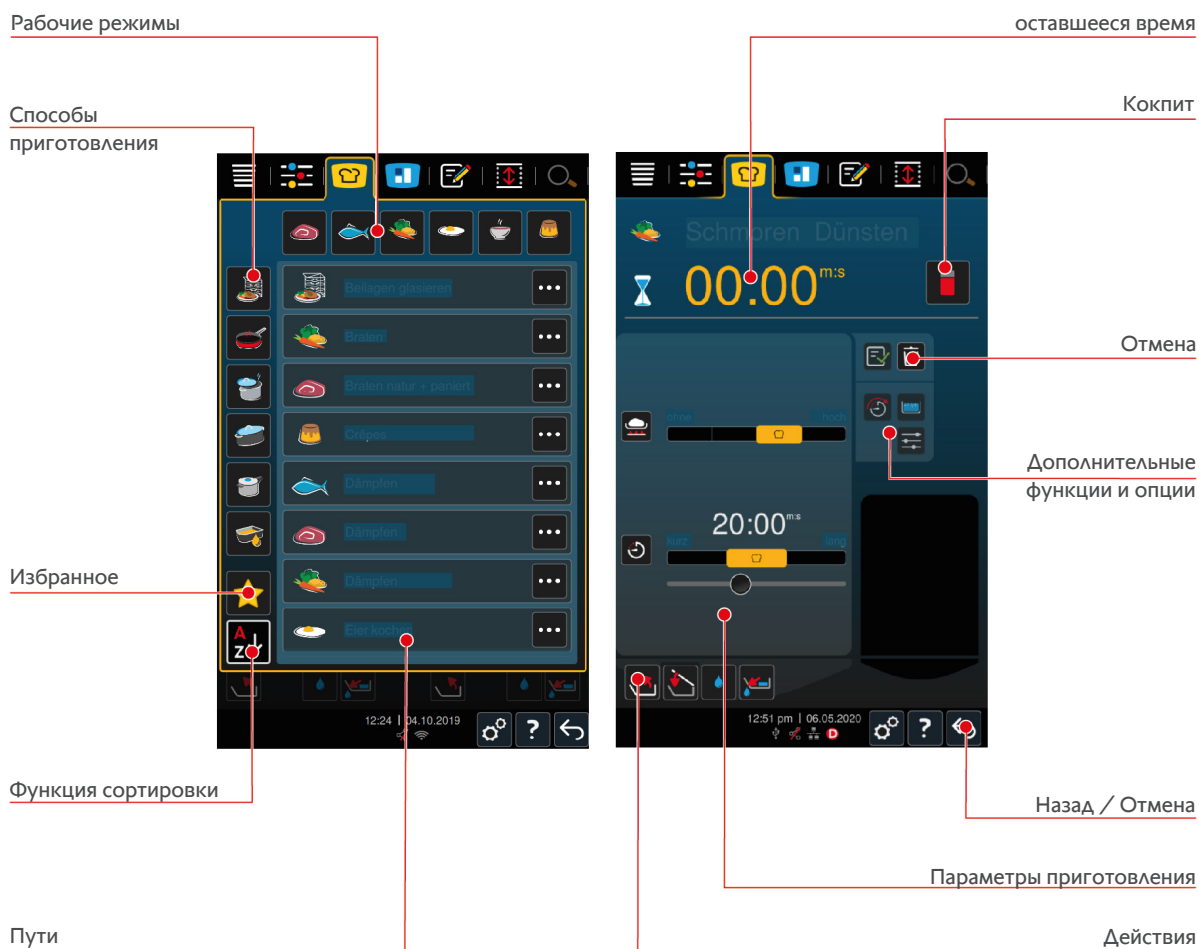 Рабочие режимы
оставшееся время
Способы
приготовления
Кокпит
Schmoren Dünsten
00:00 m:s
Beilagen glasieren
Braten
Отмена
Braten natur + paniert
ohne
hoch
Crêpes
Дополнительные
функции и опции
Dämpfen
20:00 m:s
kurz
lang
Dämpfen
Избранное
Dämpfen
A
Z
Eier kochen
12:24 | 04.10.2019
?
12:51 pm | 06.05.2020
D
?
Функция сортировки
Назад / Отмена
Параметры приготовления
Пути
Действия